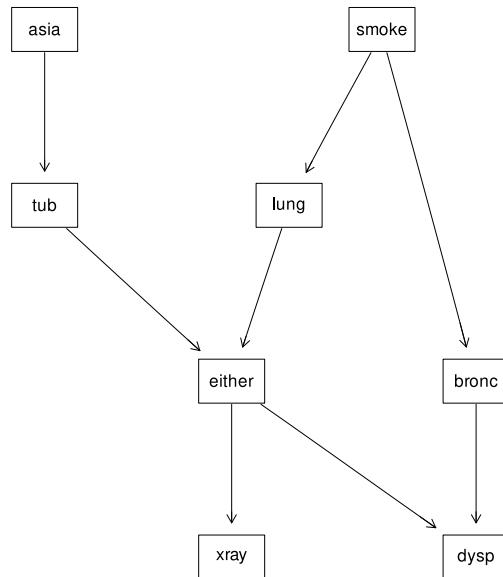 asia
smoke
tub
lung
either
bronc
xray
dysp